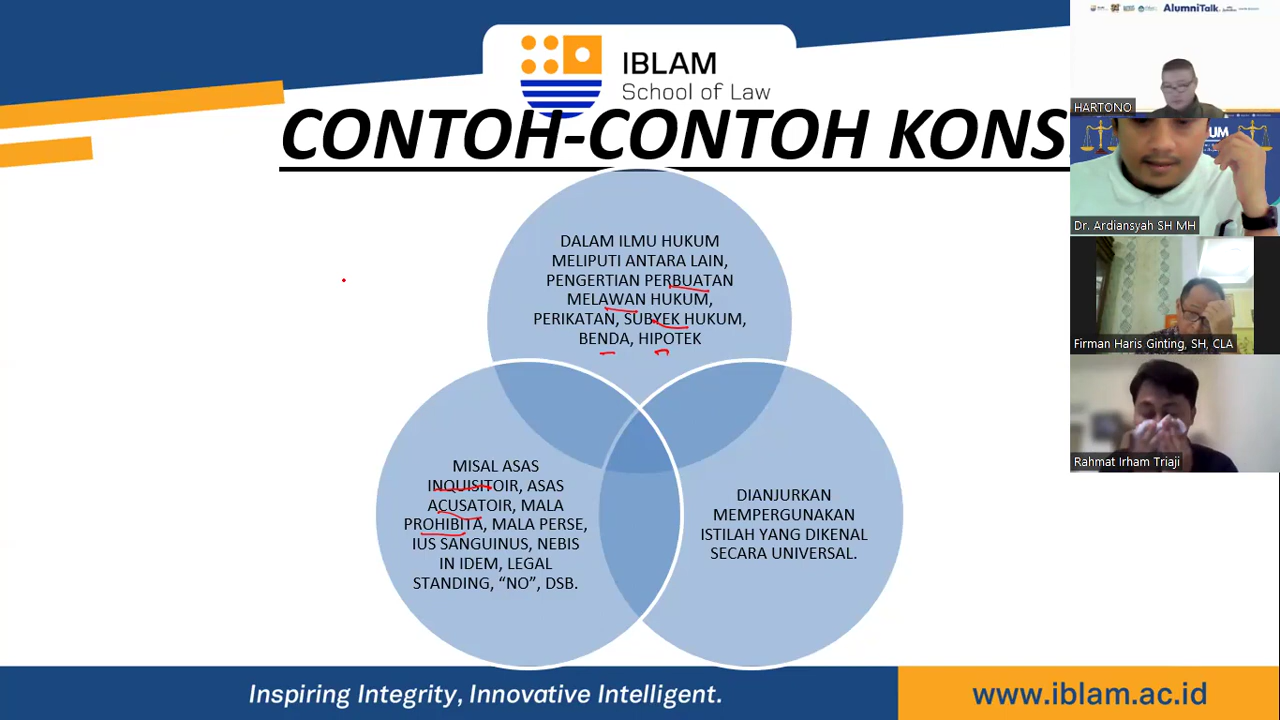 IBLAM
School of Law
CONTOH-CONTOH KONS
DALAM ILMU HUKUM
MELIPUTI ANTARA LAIN,
PENGERTIAN PERBUATAN
MELAWAN HUKUM,
PERIKATAN, SUBYEK HUKUM,
BENDA, HIPOTEK
MISAL ASAS
INQUISITOIR, ASAS
ACUSATOIR, MALA
PROHIBITA, MALA PERSE,
IUS SANGUINUS, NEBIS
IN IDEM, LEGAL
STANDING, “NO”, DSB.
DIANJURKAN
MEMPERGUNAKAN
ISTILAH YANG DIKENAL
SECARA UNIVERSAL.
Inspiring Integrity, Innovative Intelligent.
www.iblam.ac.id
AlumniTalk
HARTONO
Dr. Ardiansyah SH MH
Firman Haris Ginting, SH, CLA
Rahmat Irham Triaji